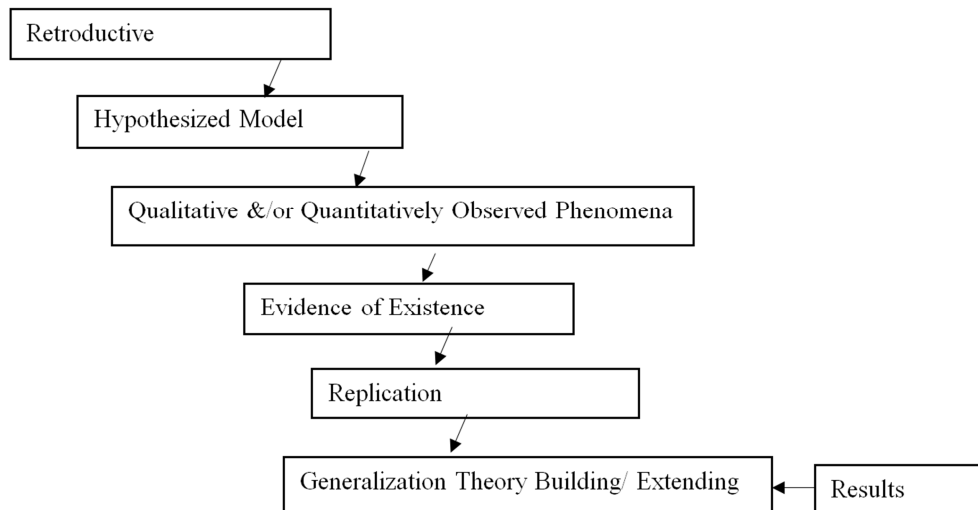 Retroductive
Hypothesized Model
Qualitative &/or Quantitatively Observed Phenomena
Evidence of Existence
Replication
Generalization Theory Building/ Extending
Results